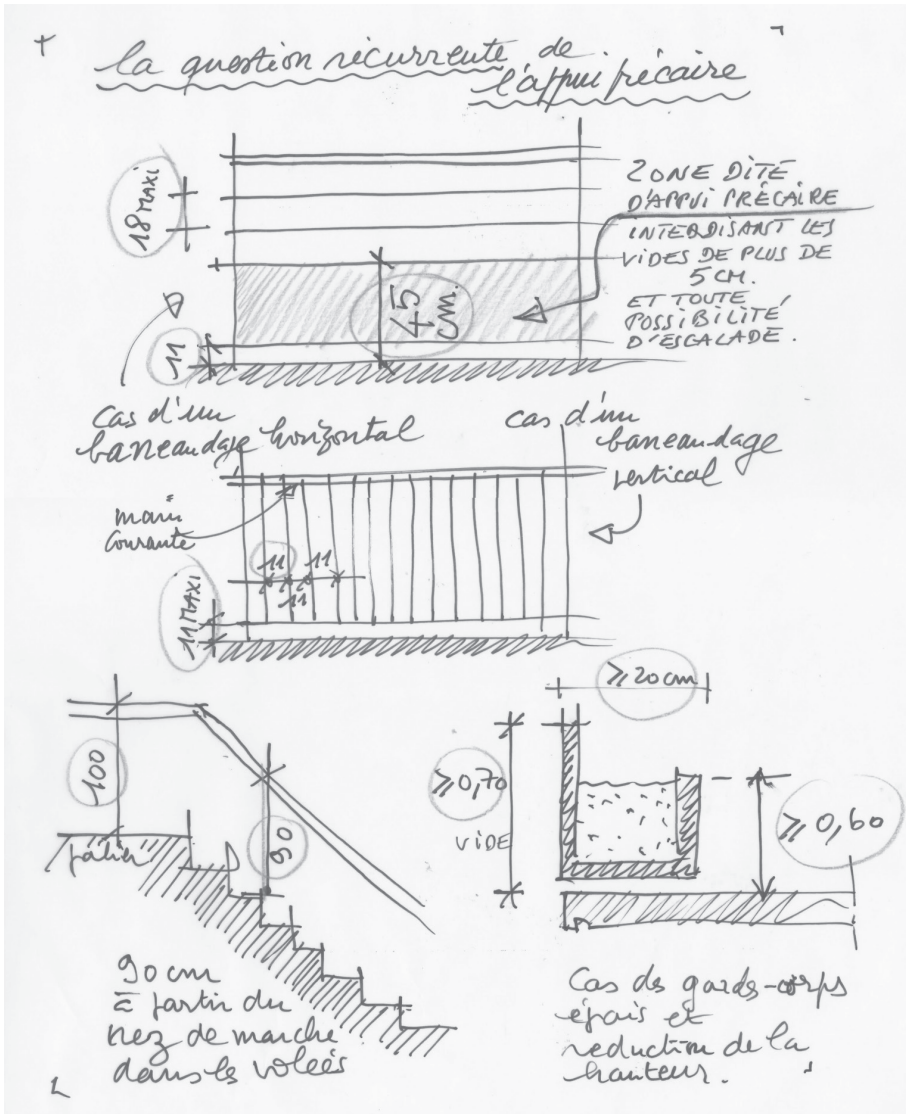 la question récurrente de
l'appui précaire
18 MAXI
ZONE DITE
D'APPUI PRÉCAIRE
INTERDISANT LES
VIDES DE PLUS DE
5 CM.
ET TOUTE
POSSIBILITÉ
D'ESCALADE.
45
cm.
11
cas d'un
barreaudage horizontal
cas d'un
barreaudage
vertical
main
courante
11
11
11
11 MAXI
≥ 20 cm
100
palier
90
≥ 0,70
VIDE
≥ 0,60
90 cm
à partir du
nez de marche
dans les volées
Cas des gardes-corps
épais et
reduction de la
hauteur.